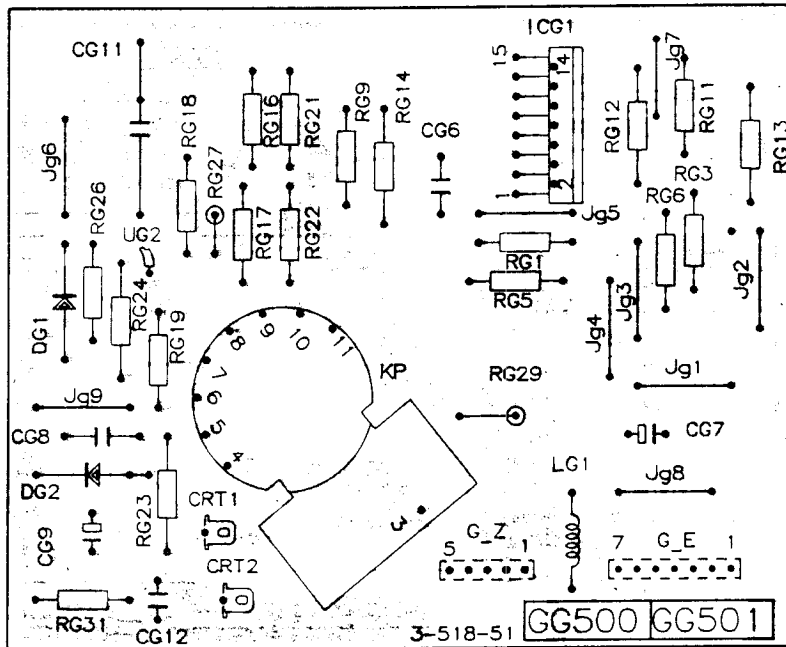 CG11
ICG1
15
14
Jg7
RG18
RG16
RG21
RG9
RG14
CG6
RG12
RG11
RG13
Jg6
RG27
1
2
RG6
RG3
RG26
UG2
RG17
RG22
Jg5
RG1
RG5
Jg3
Jg2
Jg4
DG1
RG24
RG19
8
9
10
11
7
6
5
4
KP
RG29
Jg1
Jg9
CG8
CG7
DG2
RG23
CRT1
LG1
Jg8
3
CG9
G_Z
5
1
G_E
7
1
CRT2
RG31
CG12
3-518-51
GG500
GG501